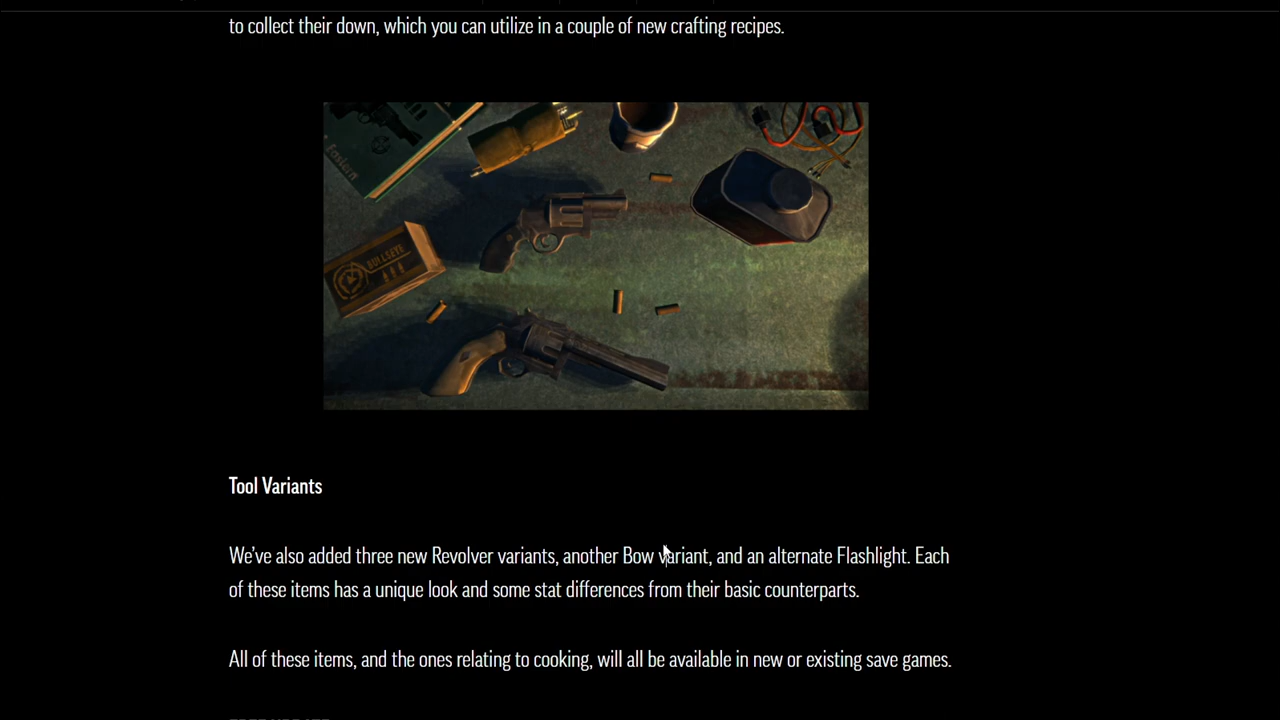 to collect their down, which you can utilize in a couple of new crafting recipes.
BULLSEYE
Tool Variants
We've also added three new Revolver variants, another Bow variant, and an alternate Flashlight. Each
of these items has a unique look and some stat differences from their basic counterparts.
All of these items, and the ones relating to cooking, will all be available in new or existing save games.